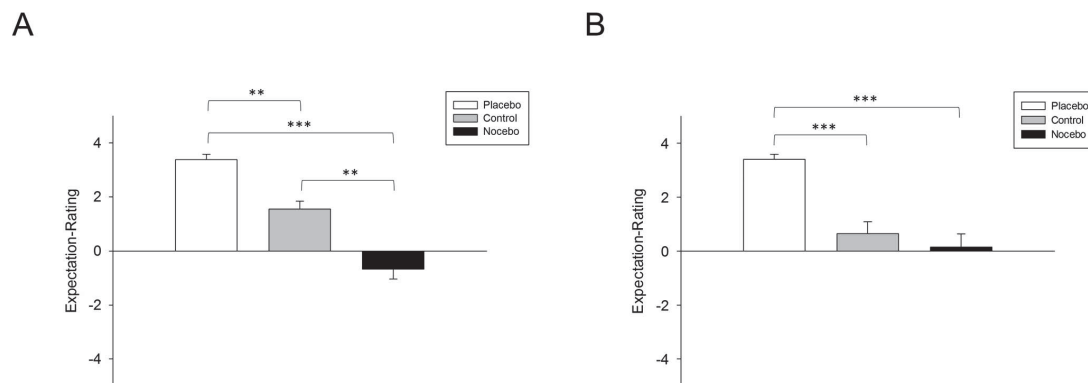 A
**
***
**
Placebo
Control
Nocebo
Expectation-Rating
4
2
0
-2
-4
B
***
***
Placebo
Control
Nocebo
Expectation-Rating
4
2
0
-2
-4